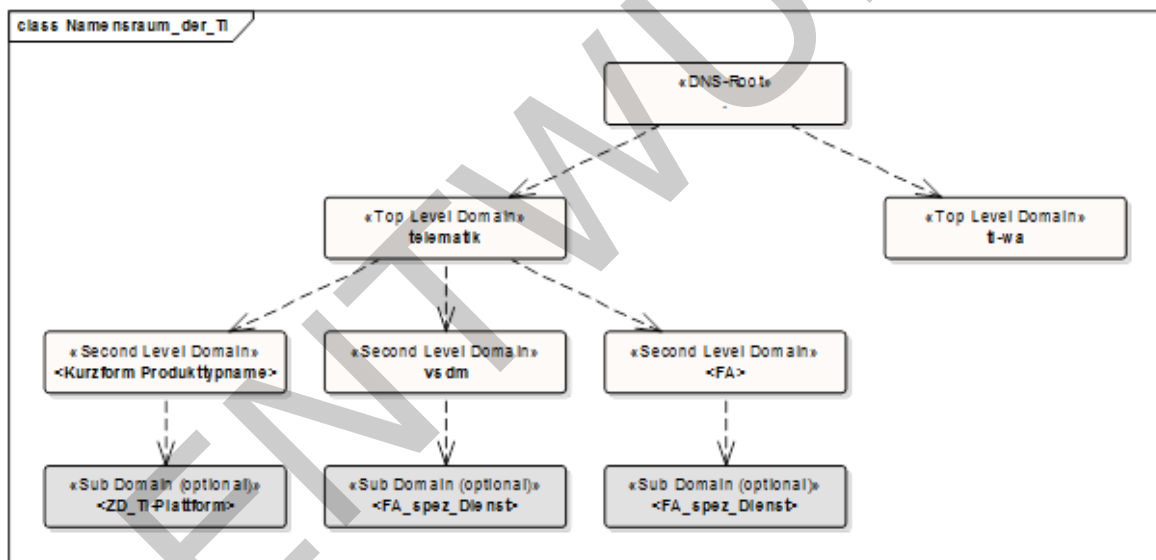 class Namensraum_der_TI
«DNS-Root»
.
«Top Level Domain»
telematik
«Top Level Domain»
ti-wa
«Second Level Domain»
<Kurzform Produkttypname>
«Second Level Domain»
vsdm
«Second Level Domain»
<FA>
«Sub Domain (optional)»
<ZD_TI-Plattform>
«Sub Domain (optional)»
<FA_spez_Dienst>
«Sub Domain (optional)»
<FA_spez_Dienst>
ENTWU